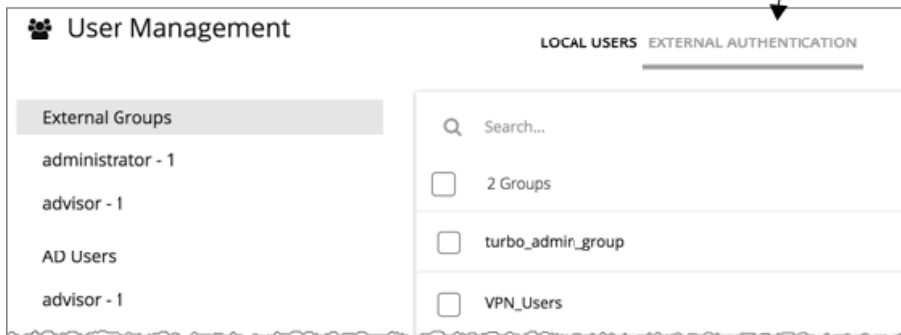 User Management
LOCAL USERS EXTERNAL AUTHENTICATION
External Groups
administrator - 1
advisor - 1
AD Users
advisor - 1
Search...
2 Groups
turbo_admin_group
VPN_Users